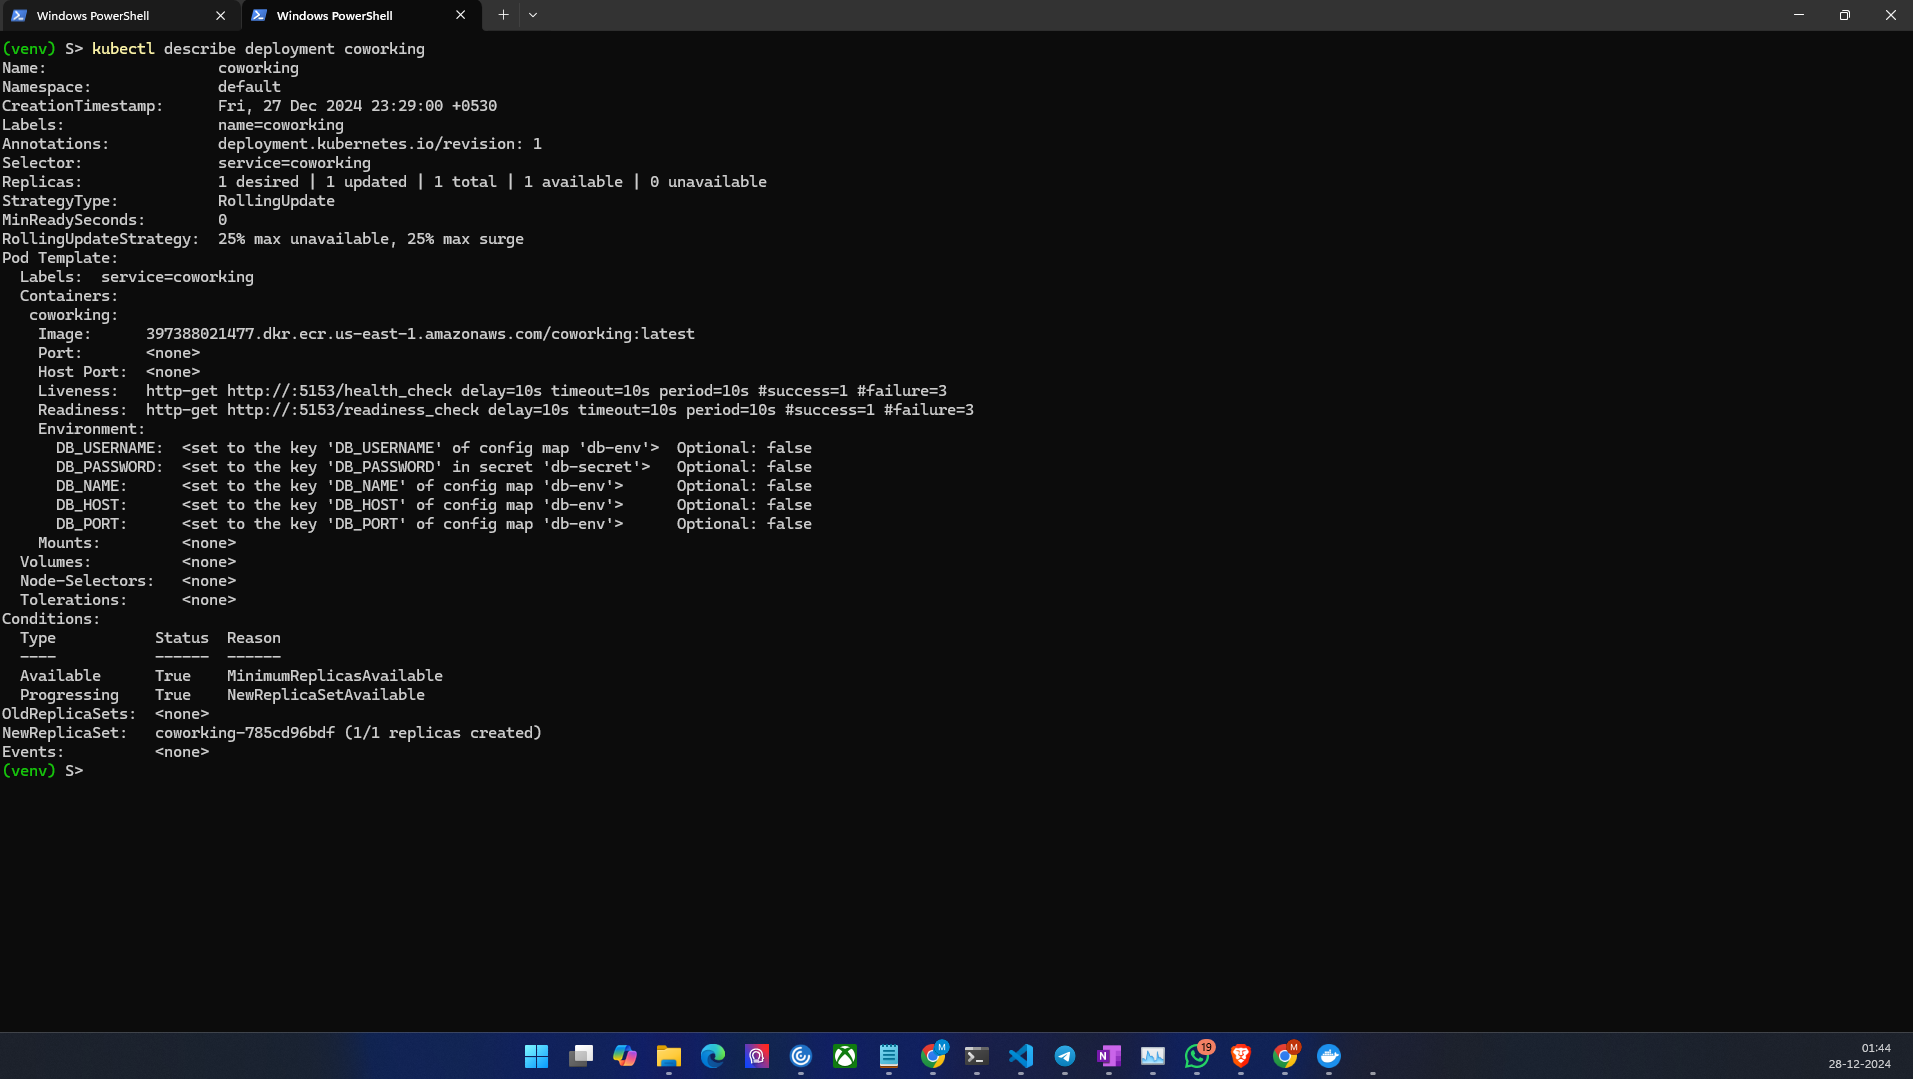 Windows PowerShell
Windows PowerShell
(venv) S> kubectl describe deployment coworking
Name:                   coworking
Namespace:              default
CreationTimestamp:      Fri, 27 Dec 2024 23:29:00 +0530
Labels:                 name=coworking
Annotations:            deployment.kubernetes.io/revision: 1
Selector:               service=coworking
Replicas:               1 desired | 1 updated | 1 total | 1 available | 0 unavailable
StrategyType:           RollingUpdate
MinReadySeconds:        0
RollingUpdateStrategy:  25% max unavailable, 25% max surge
Pod Template:
  Labels:  service=coworking
  Containers:
   coworking:
    Image:      397388021477.dkr.ecr.us-east-1.amazonaws.com/coworking:latest
    Port:       <none>
    Host Port:  <none>
    Liveness:   http-get http://:5153/health_check delay=10s timeout=10s period=10s #success=1 #failure=3
    Readiness:  http-get http://:5153/readiness_check delay=10s timeout=10s period=10s #success=1 #failure=3
    Environment:
      DB_USERNAME:  <set to the key 'DB_USERNAME' of config map 'db-env'>  Optional: false
      DB_PASSWORD:  <set to the key 'DB_PASSWORD' in secret 'db-secret'>   Optional: false
      DB_NAME:      <set to the key 'DB_NAME' of config map 'db-env'>      Optional: false
      DB_HOST:      <set to the key 'DB_HOST' of config map 'db-env'>      Optional: false
      DB_PORT:      <set to the key 'DB_PORT' of config map 'db-env'>      Optional: false
    Mounts:         <none>
  Volumes:          <none>
  Node-Selectors:   <none>
  Tolerations:      <none>
Conditions:
  Type           Status  Reason
  ----           ------  ------
  Available      True    MinimumReplicasAvailable
  Progressing    True    NewReplicaSetAvailable
OldReplicaSets:  <none>
NewReplicaSet:   coworking-785cd96bdf (1/1 replicas created)
Events:          <none>
(venv) S>
M
N
19
M
01:44
28-12-2024